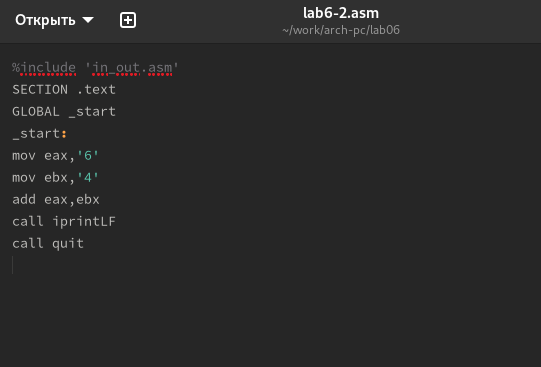 Открыть
lab6-2.asm
~/work/arch-pc/lab06
%include 'in_out.asm'
SECTION .text
GLOBAL _start
_start:
mov eax,'6'
mov ebx,'4'
add eax,ebx
call iprintLF
call quit